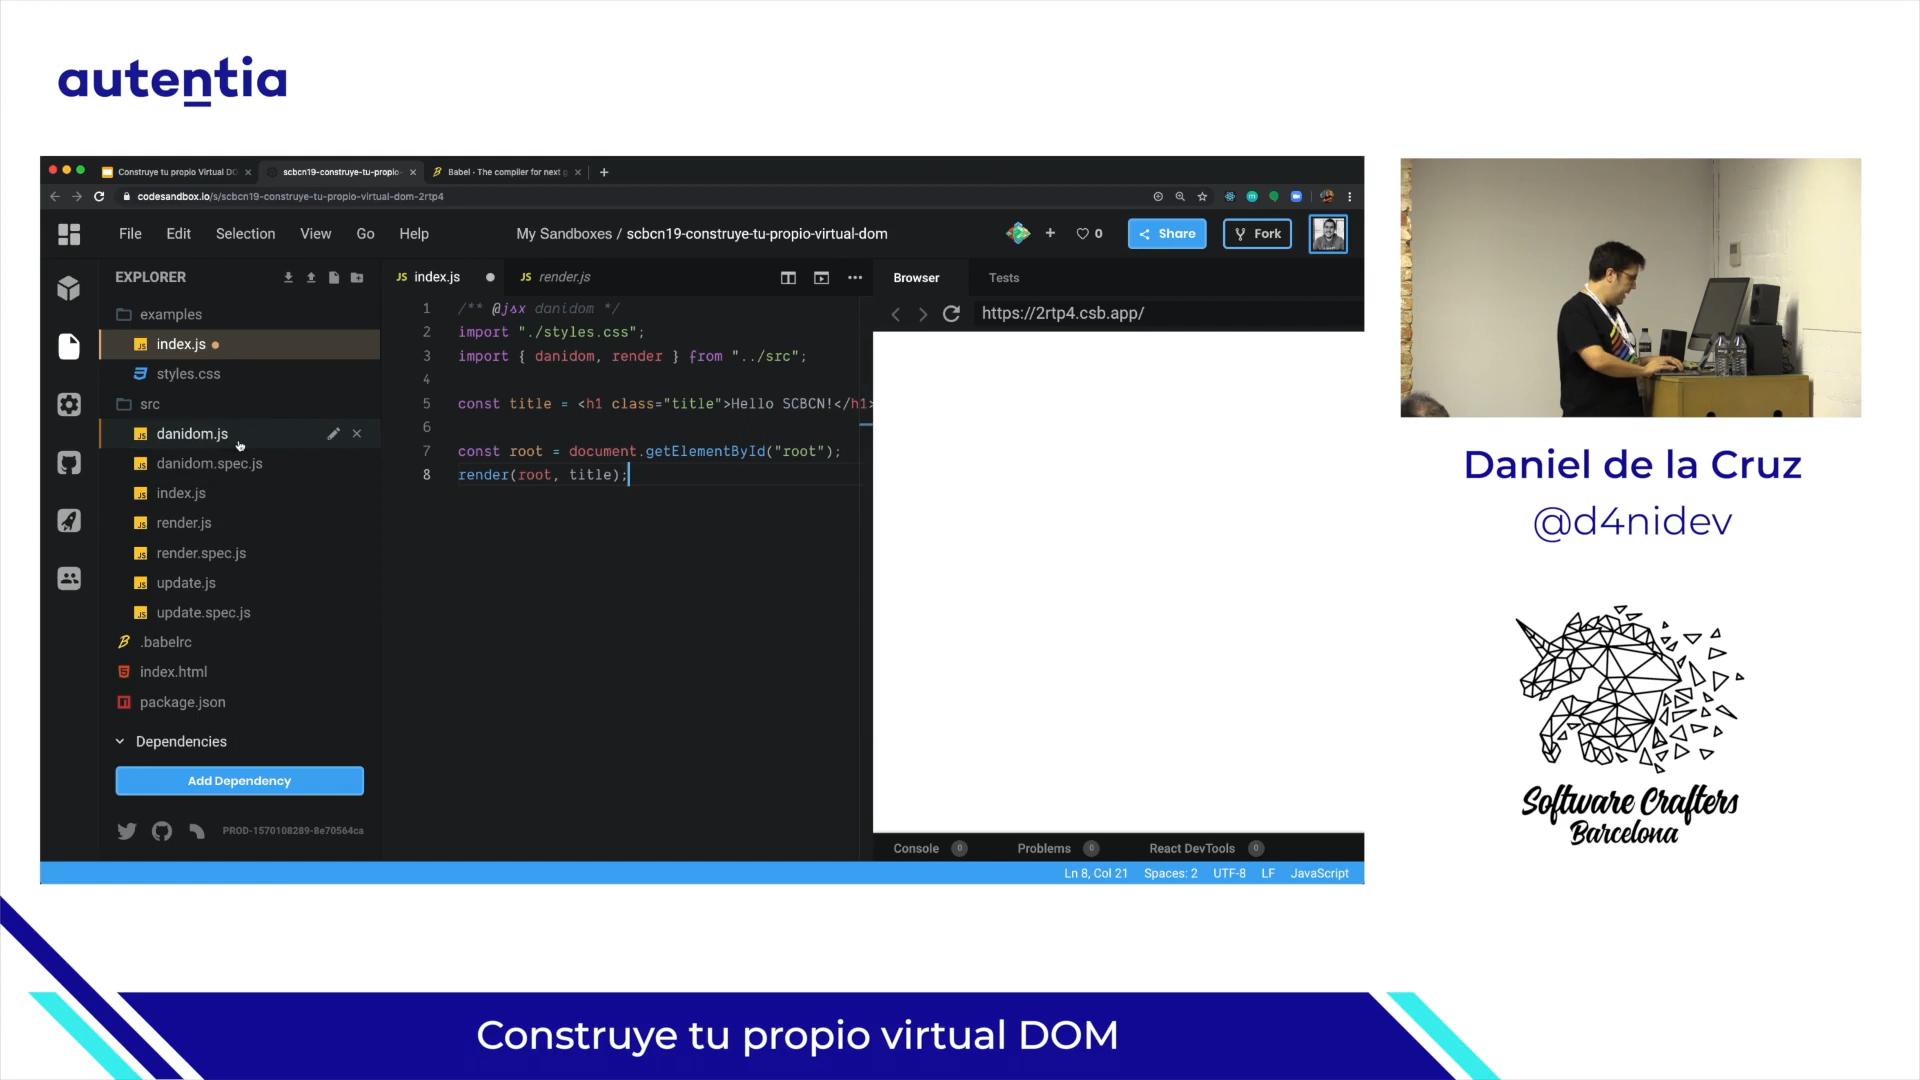 autentia
Construye tu propio Virtual DO
scbcn19-construye-tu-propio-
Babel · The compiler for next g
codesandbox.io/s/scbcn19-construye-tu-propio-virtual-dom-2rtp4
File Edit Selection View Go Help
My Sandboxes / scbcn19-construye-tu-propio-virtual-dom
0
Share
Fork
EXPLORER
examples
index.js
styles.css
src
danidom.js
danidom.spec.js
index.js
render.js
render.spec.js
update.js
update.spec.js
.babelrc
index.html
package.json
Dependencies
Add Dependency
PROD-1570108289-8e70564ca
JS index.js
JS render.js
1 /** @jsx danidom */
2 import "./styles.css";
3 import { danidom, render } from "../src";
4
5 const title = <h1 class="title">Hello SCBCN!</h1>
6
7 const root = document.getElementById("root");
8 render(root, title);
Browser Tests
https://2rtp4.csb.app/
Console 0 Problems 0 React DevTools 0
Ln 8, Col 21 Spaces: 2 UTF-8 LF JavaScript
Daniel de la Cruz
@d4nidev
Software Crafters
Barcelona
Construye tu propio virtual DOM